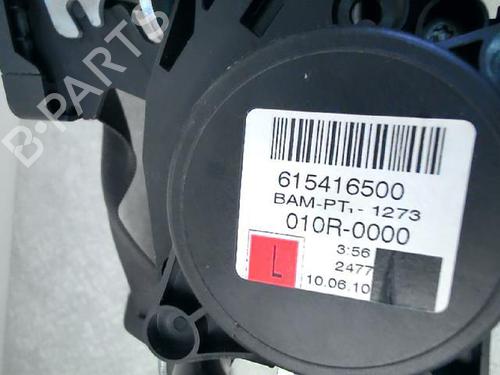 B-PARTS
615416500
BAM-PT₁- 1273
010R-0000
3:56
L
2477
10.06.10